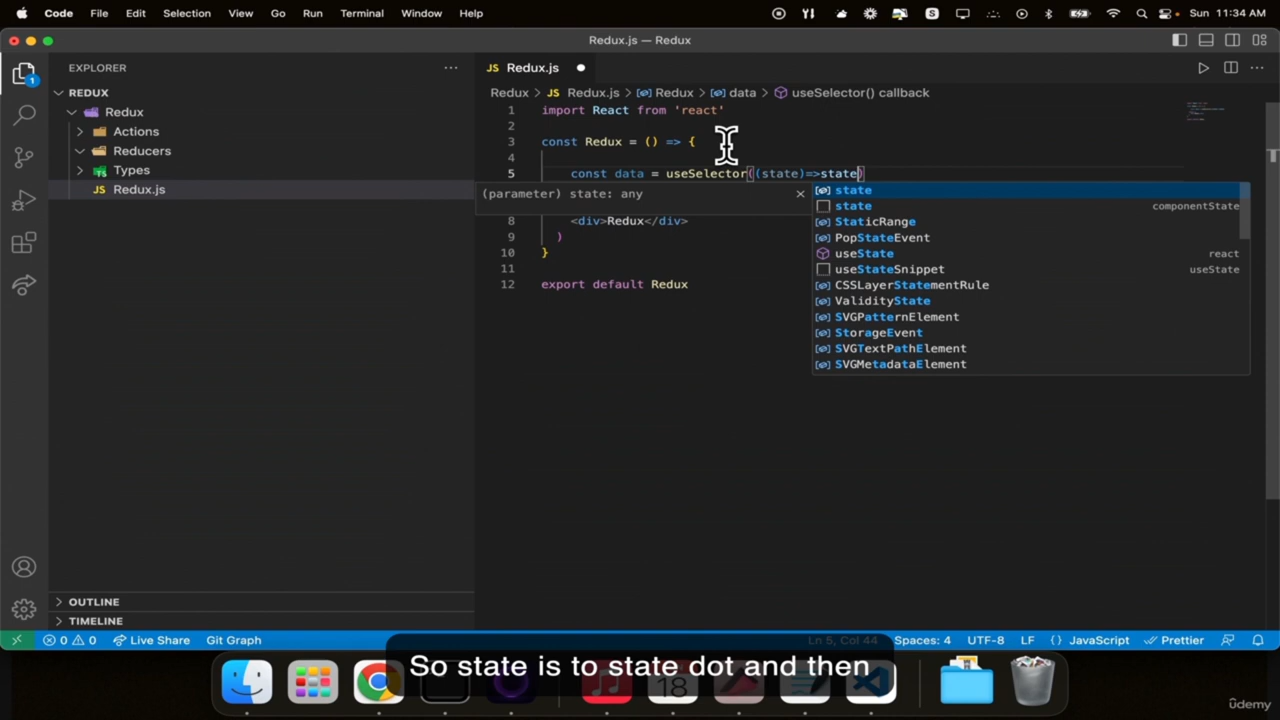 Code File Edit Selection View Go Run Terminal Window Help Sun 11:34 AM
Redux.js — Redux
EXPLORER
JS Redux.js
REDUX
Redux > JS Redux.js > Redux > data > useSelector() callback
Redux
Actions
Reducers
Types
JS Redux.js
1 import React from 'react'
2
3 const Redux = () => {
4
5 const data = useSelector((state)=>state)
(parameter) state: any
8 <div>Redux</div>
9 )
10 }
11
12 export default Redux
state
state componentState
StaticRange
PopStateEvent
useState react
useStateSnippet useState
CSSLayerStatementRule
ValidityState
SVGPatternElement
StorageEvent
SVGTextPathElement
SVGMetadataElement
OUTLINE
TIMELINE
0 0 Live Share Git Graph Ln 5, Col 44 Spaces: 4 UTF-8 LF {} JavaScript Prettier
So state is to state dot and then
18
udemy